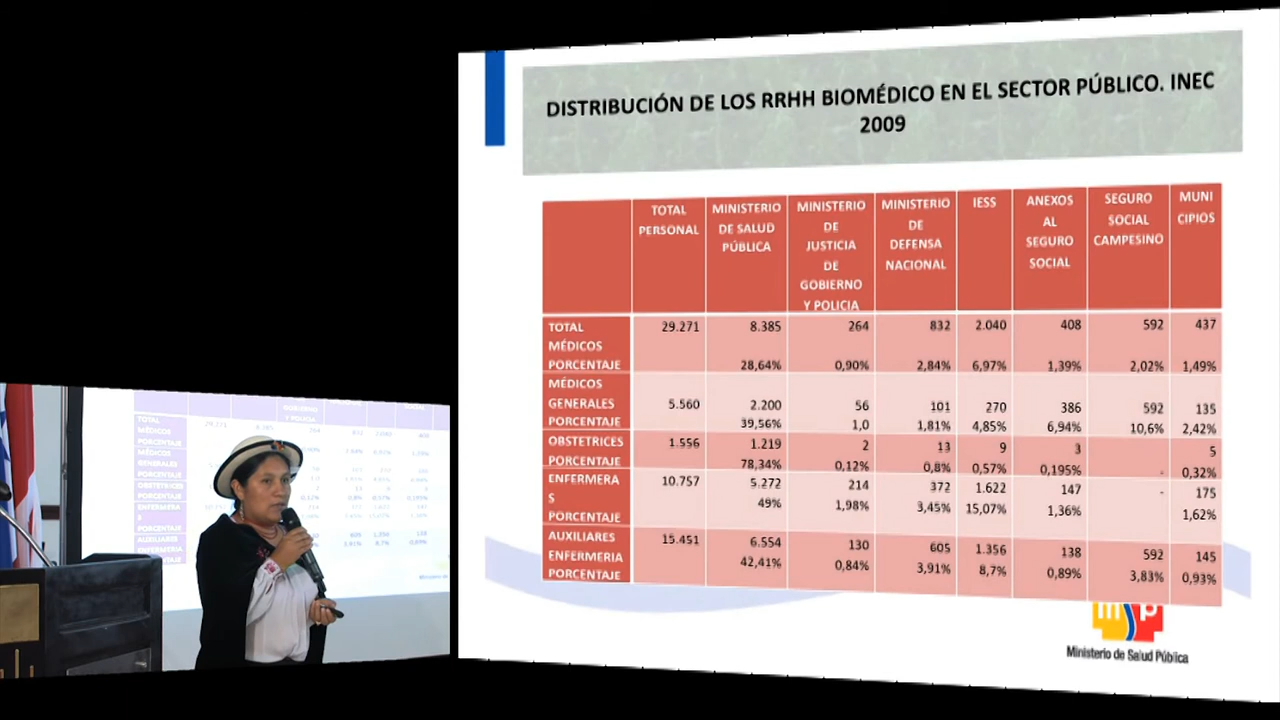 DISTRIBUCIÓN DE LOS RRHH BIOMÉDICO EN EL SECTOR PÚBLICO. INEC
2009
TOTAL PERSONAL MINISTERIO DE SALUD PÚBLICA MINISTERIO DE JUSTICIA DE GOBIERNO Y POLICIA MINISTERIO DE DEFENSA NACIONAL IESS ANEXOS AL SEGURO SOCIAL SEGURO SOCIAL CAMPESINO MUNI CIPIOS
TOTAL MÉDICOS 29.271 8.385 264 832 2.040 408 592 437
PORCENTAJE 28,64% 0,90% 2,84% 6,97% 1,39% 2,02% 1,49%
MÉDICOS GENERALES 5.560 2.200 56 101 270 386 592 135
PORCENTAJE 39,56% 1,0 1,81% 4,85% 6,94% 10,6% 2,42%
OBSTETRICES 1.556 1.219 2 13 9 3 5
PORCENTAJE 78,34% 0,12% 0,8% 0,57% 0,195% - 0,32%
ENFERMERA S 10.757 5.272 214 372 1.622 147 - 175
PORCENTAJE 49% 1,98% 3,45% 15,07% 1,36% 1,62%
AUXILIARES ENFERMERIA 15.451 6.554 130 605 1.356 138 592 145
PORCENTAJE 42,41% 0,84% 3,91% 8,7% 0,89% 3,83% 0,93%
msp
Ministerio de Salud Pública